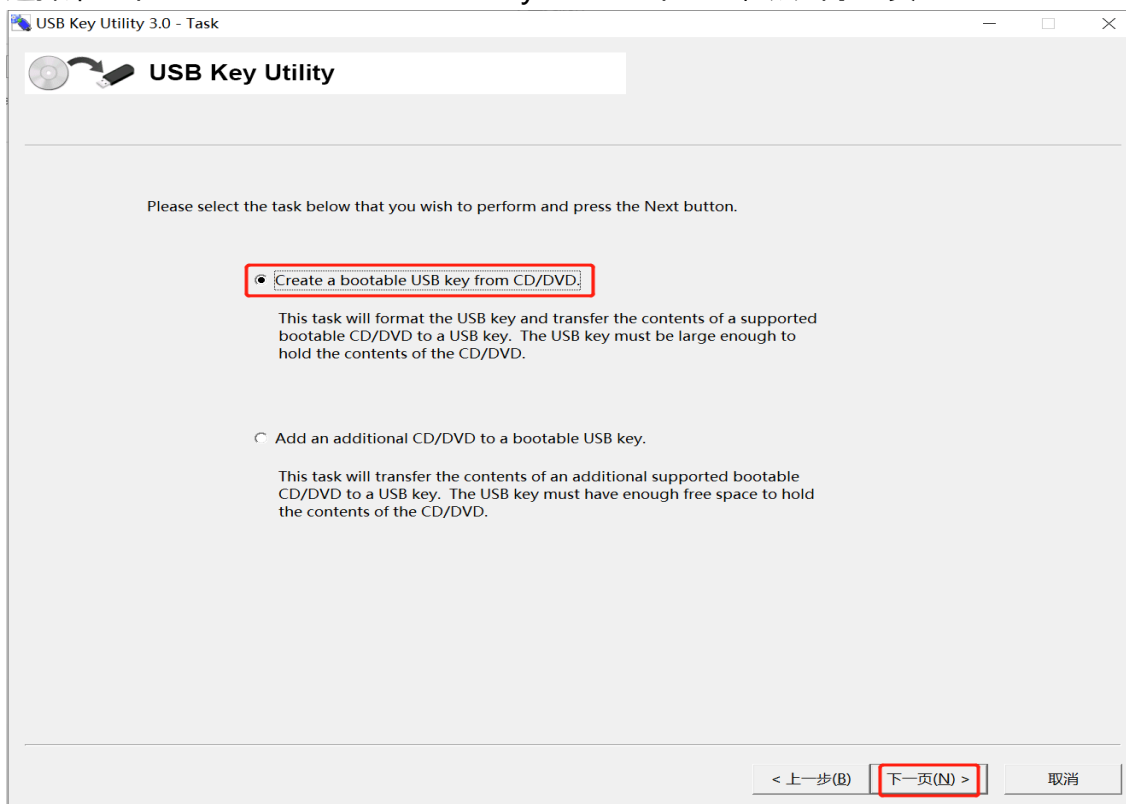 USB Key Utility 3.0 - Task
USB Key Utility
Please select the task below that you wish to perform and press the Next button.
Create a bootable USB key from CD/DVD.
This task will format the USB key and transfer the contents of a supported
bootable CD/DVD to a USB key. The USB key must be large enough to
hold the contents of the CD/DVD.
Add an additional CD/DVD to a bootable USB key.
This task will transfer the contents of an additional supported bootable
CD/DVD to a USB key. The USB key must have enough free space to hold
the contents of the CD/DVD.
< 上一步(B) 下一页(N) > 取消